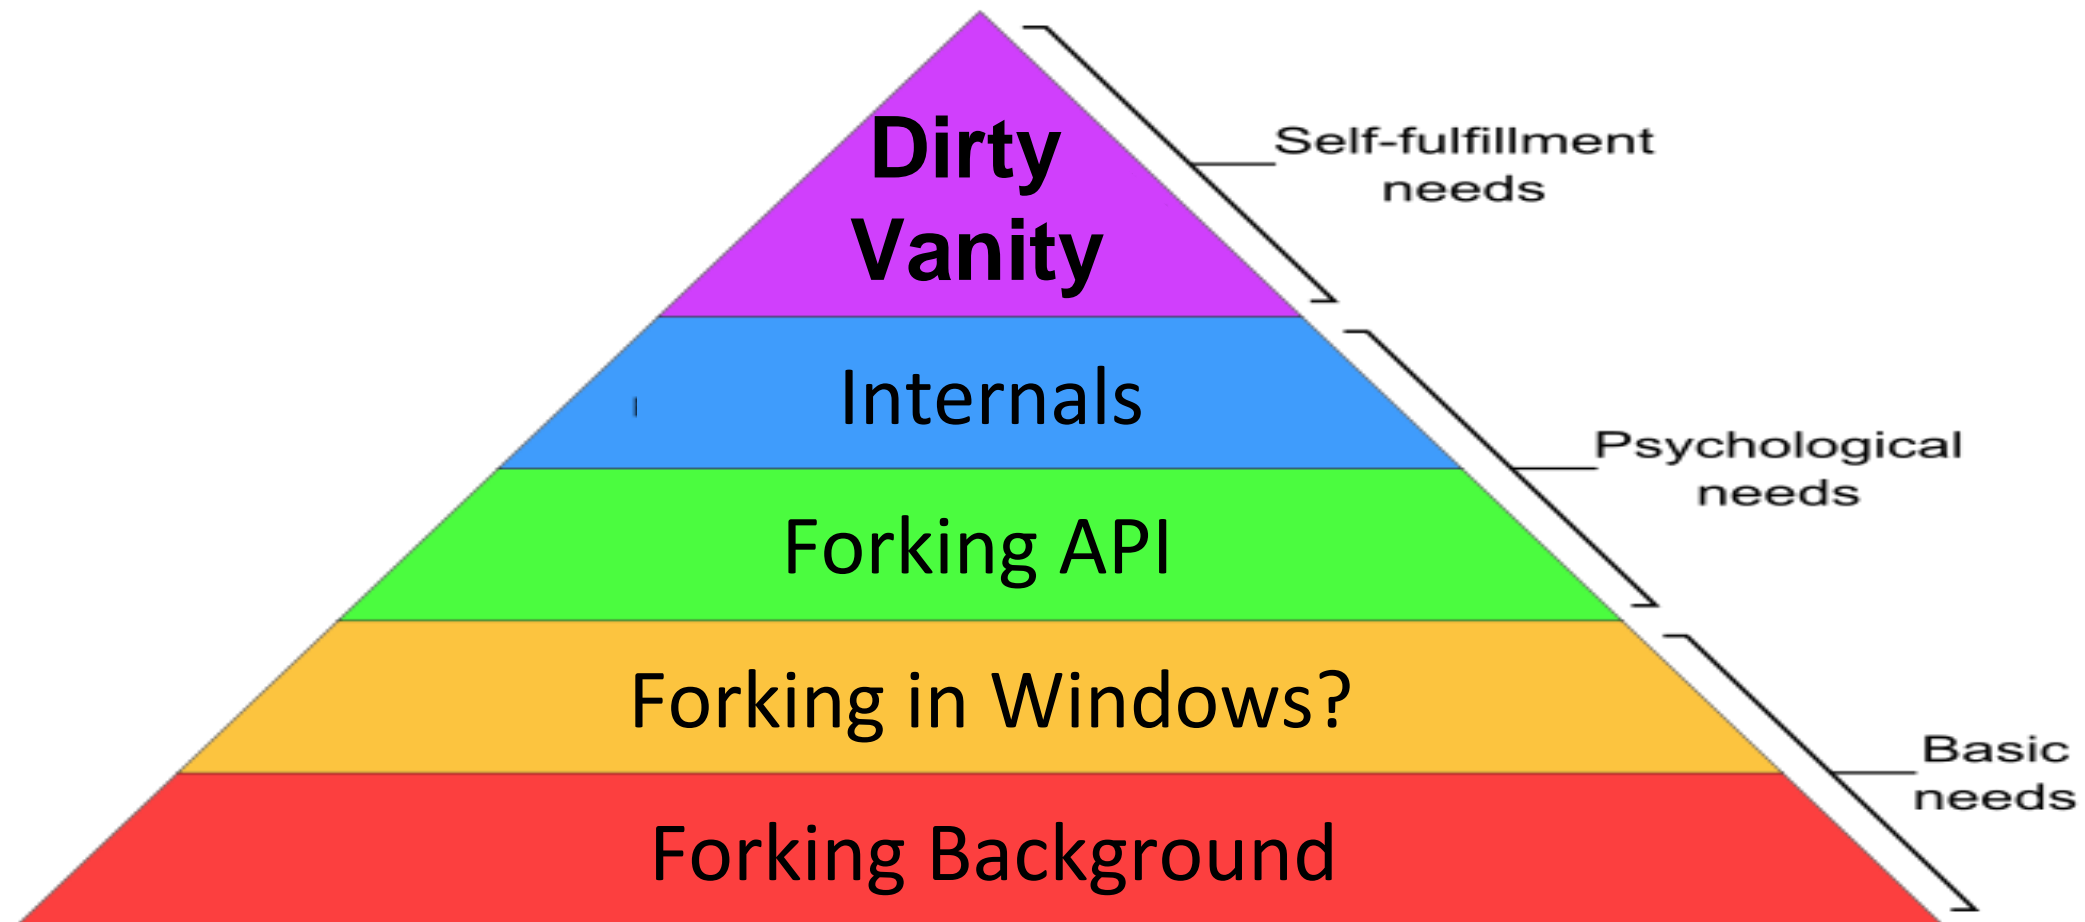 Dirty
Vanity
Self-fulfillment
needs
Internals
Psychological
needs
Forking API
Forking in Windows?
Basic
needs
Forking Background